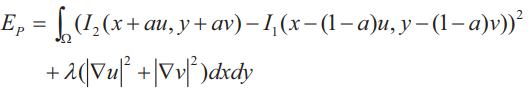 E_P = ∫_Ω (I_2(x+au, y+av) − I_1(x−(1−a)u, y−(1−a)v))²
+ λ(|∇u|² + |∇v|²)dxdy